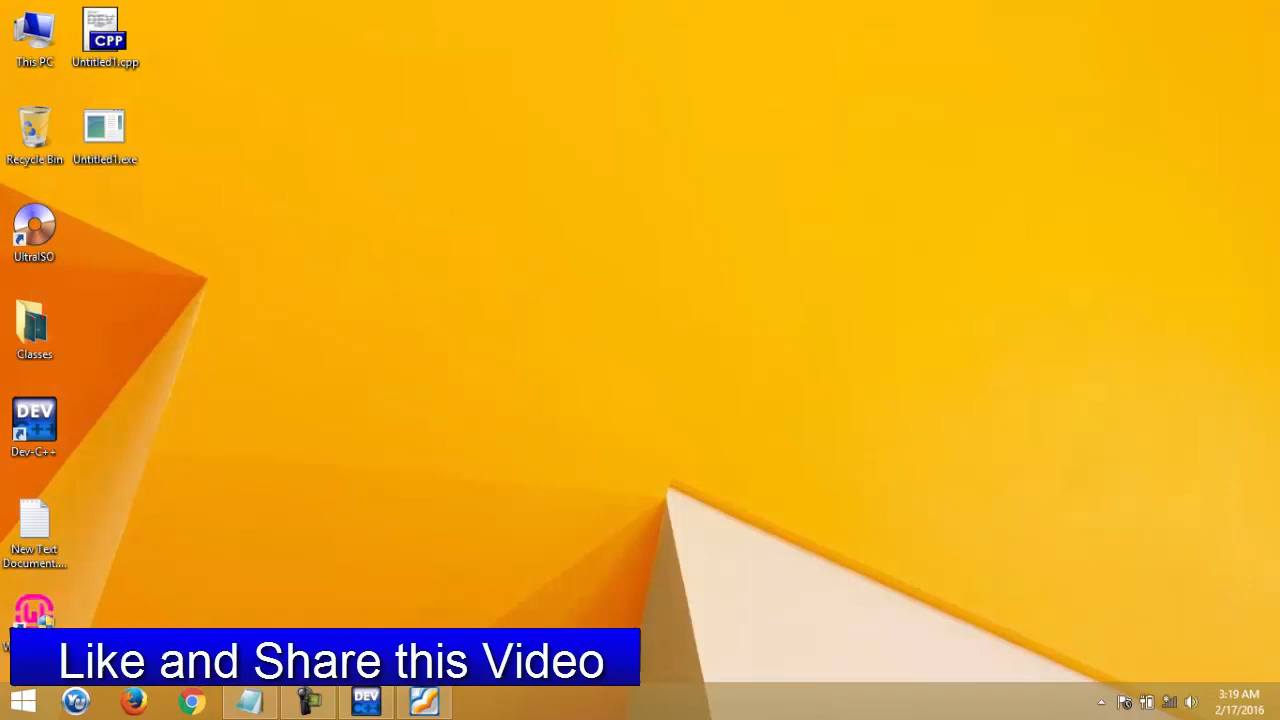 This PC
CPP
Untitled1.cpp
Recycle Bin
Untitled1.exe
UltraISO
Classes
DEV
C++
Dev-C++
New Text
Document....
Like and Share this Video
DEV
3:19 AM
2/17/2016